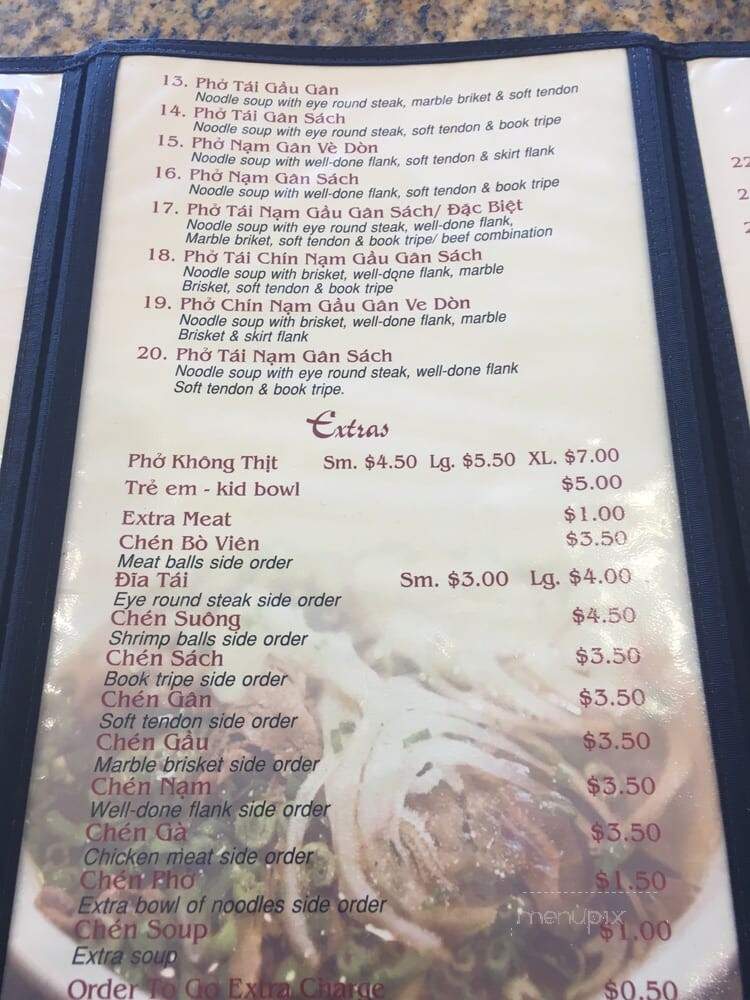 13. Phở Tái Gầu Gân
Noodle soup with eye round steak, marble briket & soft tendon
14. Phở Tái Gân Sách
Noodle soup with eye round steak, soft tendon & book tripe
15. Phở Nạm Gân Vè Dòn
Noodle soup with well-done flank, soft tendon & skirt flank
16. Phở Nạm Gân Sách
Noodle soup with well-done flank, soft tendon & book tripe
17. Phở Tái Nạm Gầu Gân Sách/ Đặc Biệt
Noodle soup with eye round steak, well-done flank,
Marble briket, soft tendon & book tripe/ beef combination
18. Phở Tái Chín Nạm Gầu Gân Sách
Noodle soup with brisket, well-done flank, marble
Brisket, soft tendon & book tripe
19. Phở Chín Nạm Gầu Gân Ve Dòn
Noodle soup with brisket, well-done flank, marble
Brisket & skirt flank
20. Phở Tái Nạm Gân Sách
Noodle soup with eye round steak, well-done flank
Soft tendon & book tripe.
Extras
Phở Không Thịt Sm. $4.50 Lg. $5.50 XL. $7.00
Trẻ em - kid bowl $5.00
Extra Meat $1.00
Chén Bò Viên $3.50
Meat balls side order
Đĩa Tái Sm. $3.00 Lg. $4.00
Eye round steak side order
Chén Suông $4.50
Shrimp balls side order
Chén Sách $3.50
Book tripe side order
Chén Gân $3.50
Soft tendon side order
Chén Gầu $3.50
Marble brisket side order
Chén Nạm $3.50
Well-done flank side order
Chén Gà $3.50
Chicken meat side order
Chén Phở $1.50
Extra bowl of noodles side order
Chén Soup $1.00
Extra soup
Order To Go Extra Charge $0.50
menupix